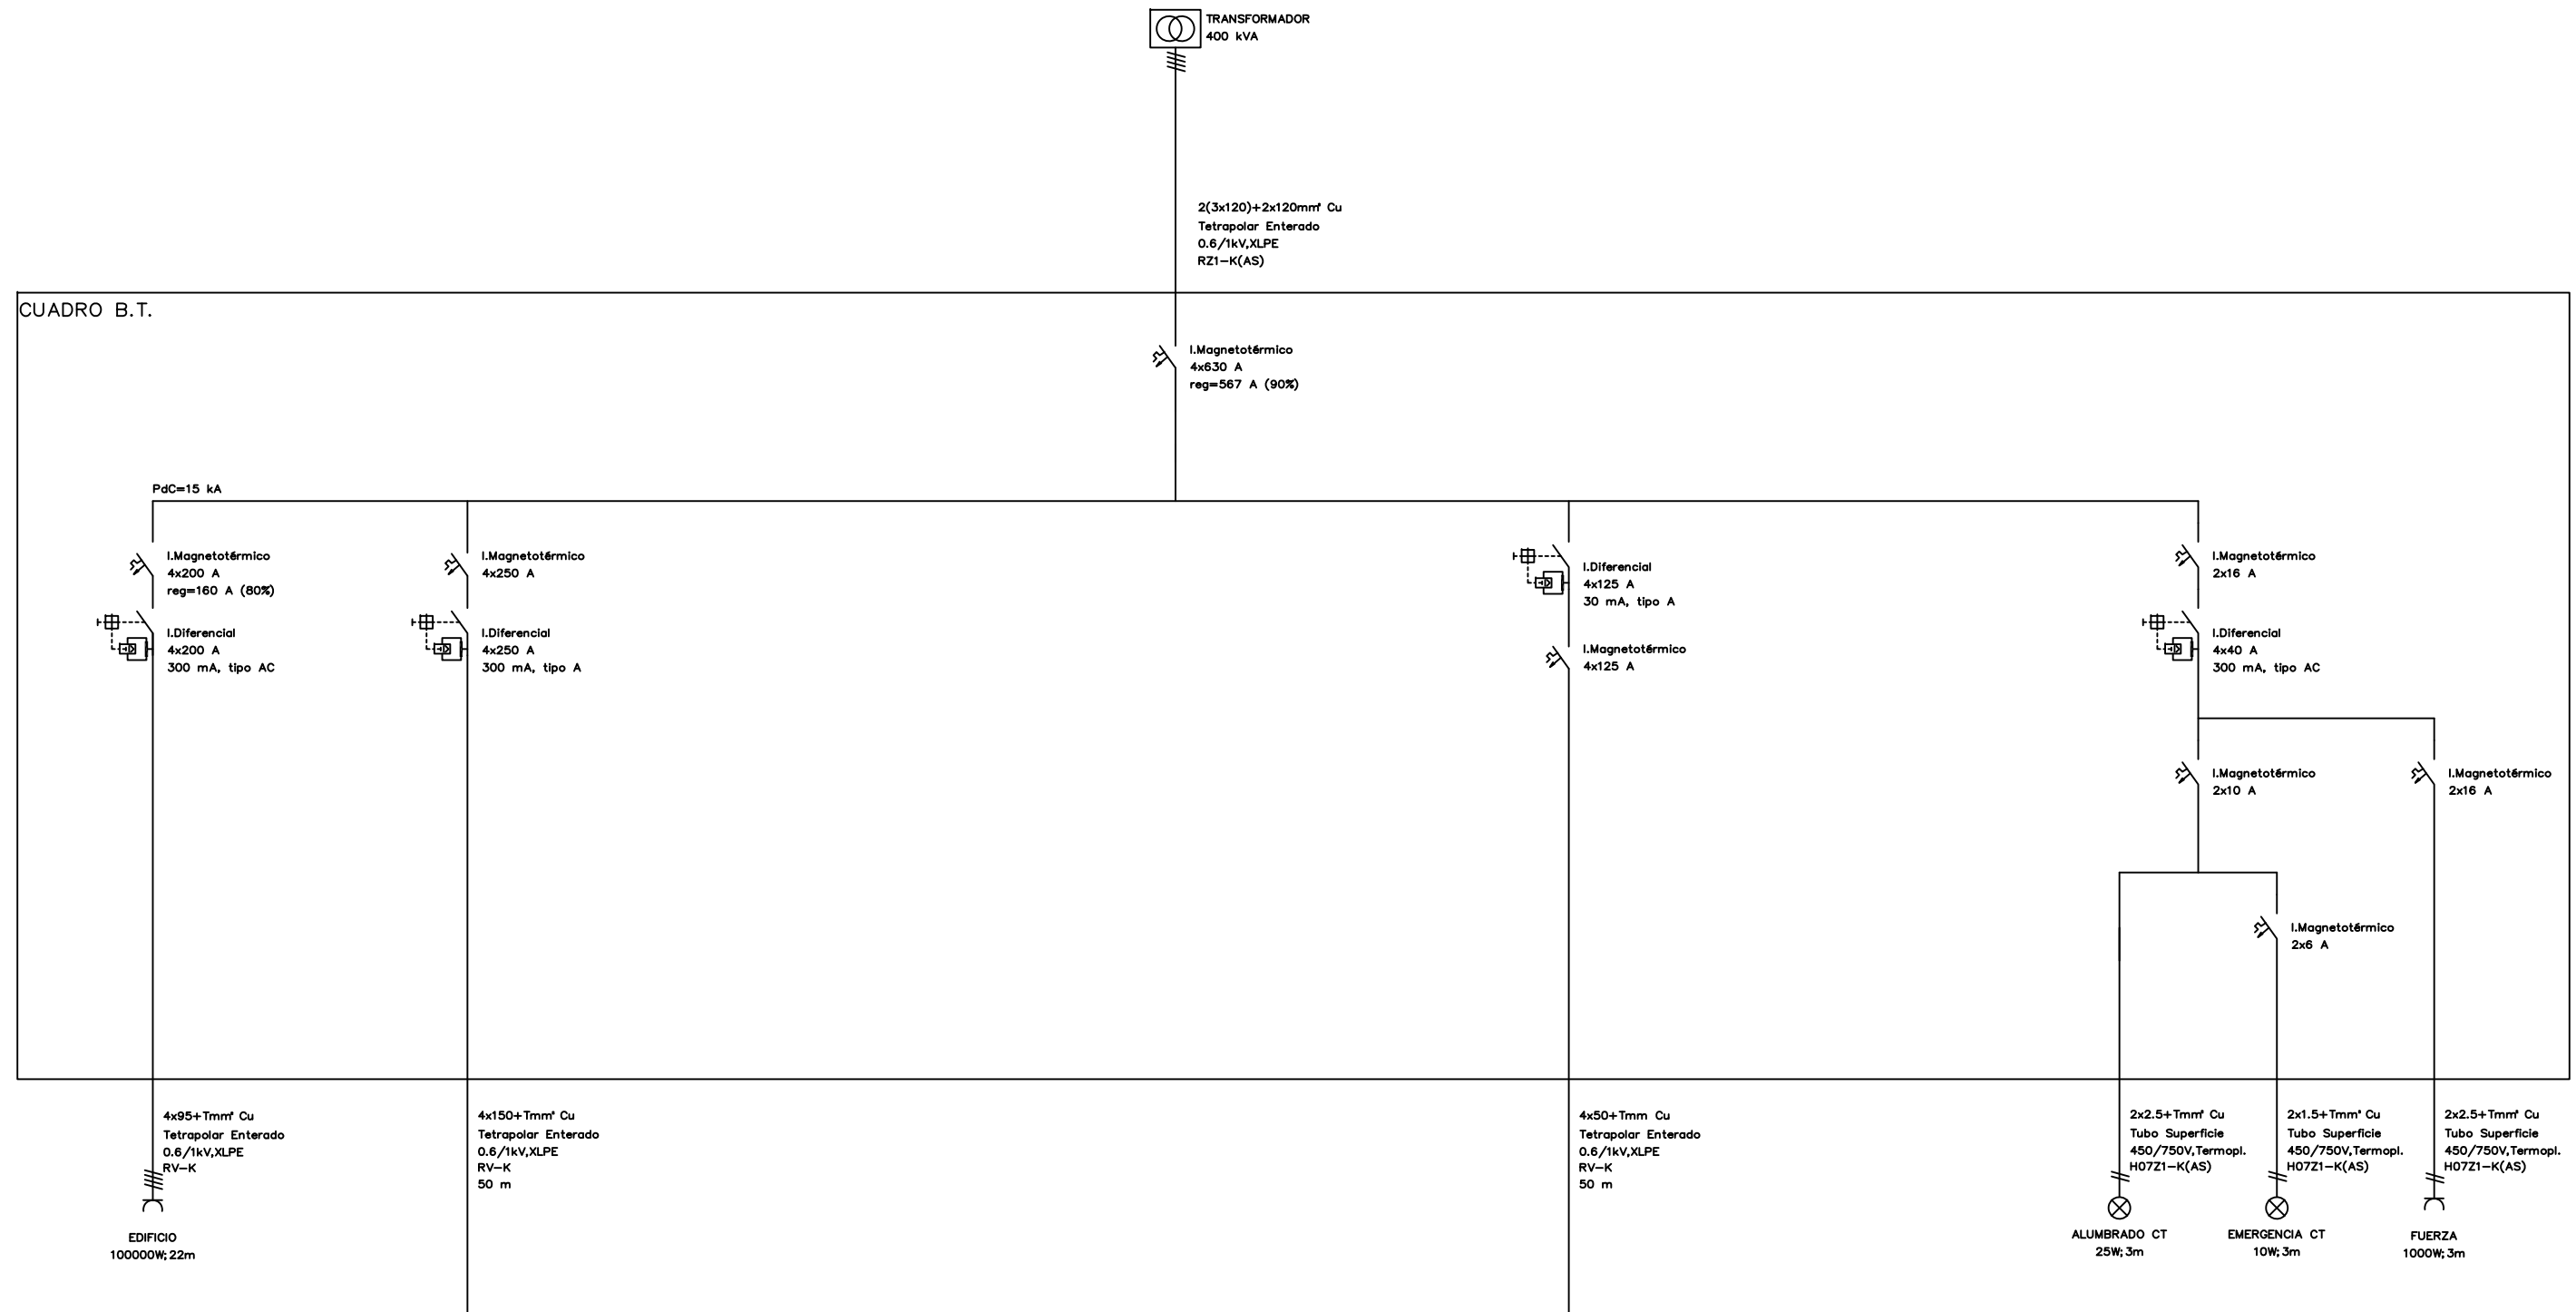 TRANSFORMADOR
400 kVA
2(3x120)+2x120mm² Cu
Tetrapolar Enterado
0.6/1kV,XLPE
RZ1-K(AS)
CUADRO B.T.
I.Magnetotérmico
4x630 A
reg=567 A (90%)
PdC=15 kA
I.Magnetotérmico
4x200 A
reg=160 A (80%)
I.Diferencial
4x200 A
300 mA, tipo AC
I.Magnetotérmico
4x250 A
I.Diferencial
4x250 A
300 mA, tipo A
I.Diferencial
4x125 A
30 mA, tipo A
I.Magnetotérmico
4x125 A
I.Magnetotérmico
2x16 A
I.Diferencial
4x40 A
300 mA, tipo AC
I.Magnetotérmico
2x10 A
I.Magnetotérmico
2x16 A
I.Magnetotérmico
2x6 A
4x95+Tmm² Cu
Tetrapolar Enterado
0.6/1kV,XLPE
RV-K
EDIFICIO
100000W;22m
4x150+Tmm² Cu
Tetrapolar Enterado
0.6/1kV,XLPE
RV-K
50 m
4x50+Tmm Cu
Tetrapolar Enterado
0.6/1kV,XLPE
RV-K
50 m
2x2.5+Tmm² Cu
Tubo Superficie
450/750V,Termopl.
H07Z1-K(AS)
ALUMBRADO CT
25W;3m
2x1.5+Tmm² Cu
Tubo Superficie
450/750V,Termopl.
H07Z1-K(AS)
EMERGENCIA CT
10W;3m
2x2.5+Tmm² Cu
Tubo Superficie
450/750V,Termopl.
H07Z1-K(AS)
FUERZA
1000W;3m